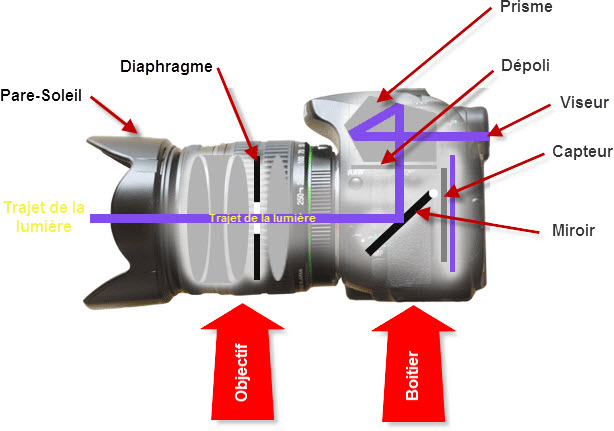 Prisme
Diaphragme
Dépoli
Pare-Soleil
Viseur
Capteur
Trajet de la
lumière
Trajet de la lumière
Miroir
Objectif
Boitier